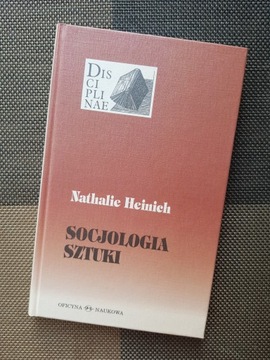 DIS
CI
PLI
NAE
Nathalie Heinich
SOCJOLOGIA
SZTUKI
OFICYNA NAUKOWA